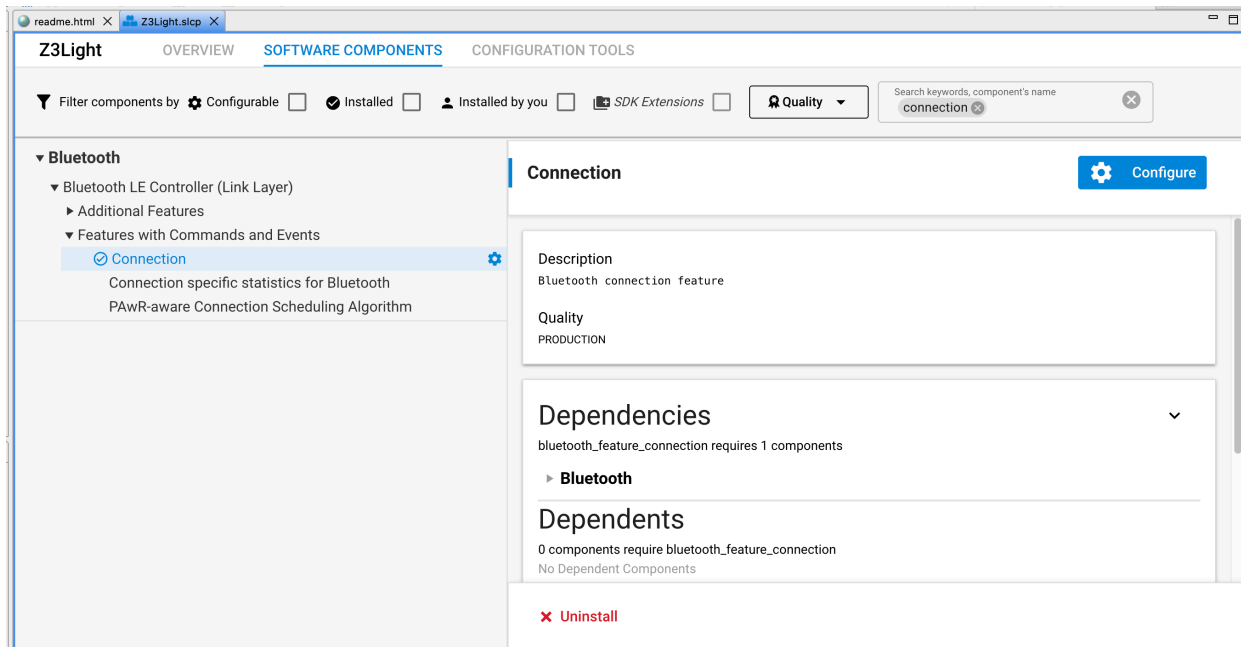 readme.html
Z3Light.slcp
Z3Light OVERVIEW SOFTWARE COMPONENTS CONFIGURATION TOOLS
Filter components by Configurable Installed Installed by you SDK Extensions Quality
Search keywords, component's name
connection
Bluetooth
Bluetooth LE Controller (Link Layer)
Additional Features
Features with Commands and Events
Connection
Connection specific statistics for Bluetooth
PAwR-aware Connection Scheduling Algorithm
Connection
Configure
Description
Bluetooth connection feature
Quality
PRODUCTION
Dependencies
bluetooth_feature_connection requires 1 components
Bluetooth
Dependents
0 components require bluetooth_feature_connection
No Dependent Components
Uninstall